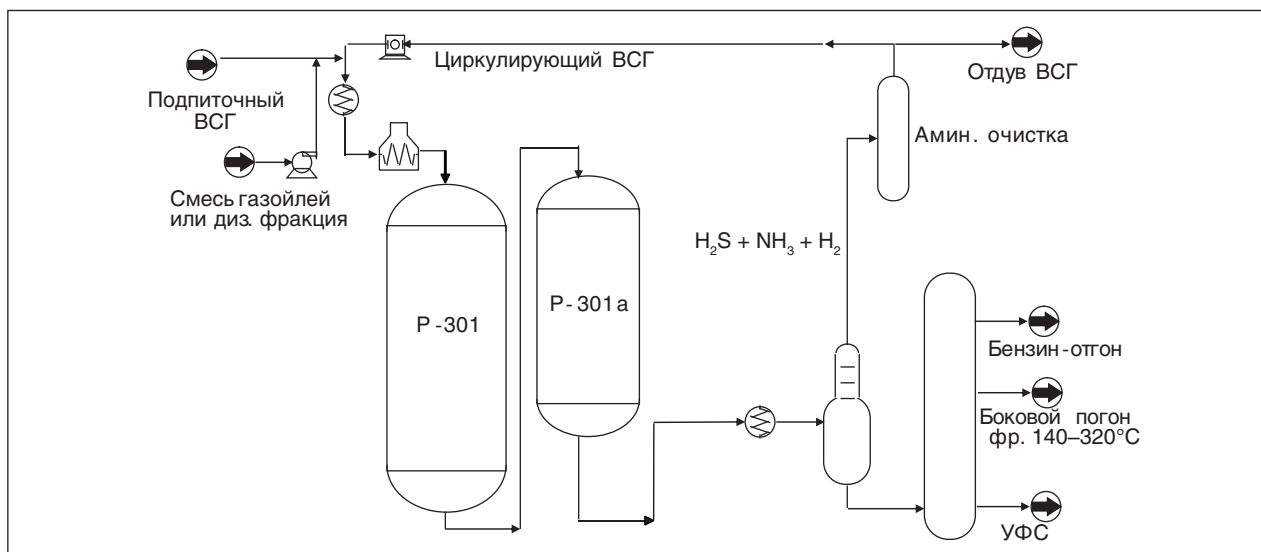 Циркулирующий ВСГ
Отдув ВСГ
Подпиточный
ВСГ
Амин. очистка
Смесь газойлей
или диз. фракция
H₂S + NH₃ + H₂
Р-301
Р-301а
Бензин-отгон
Боковой погон
фр. 140–320°С
УФС